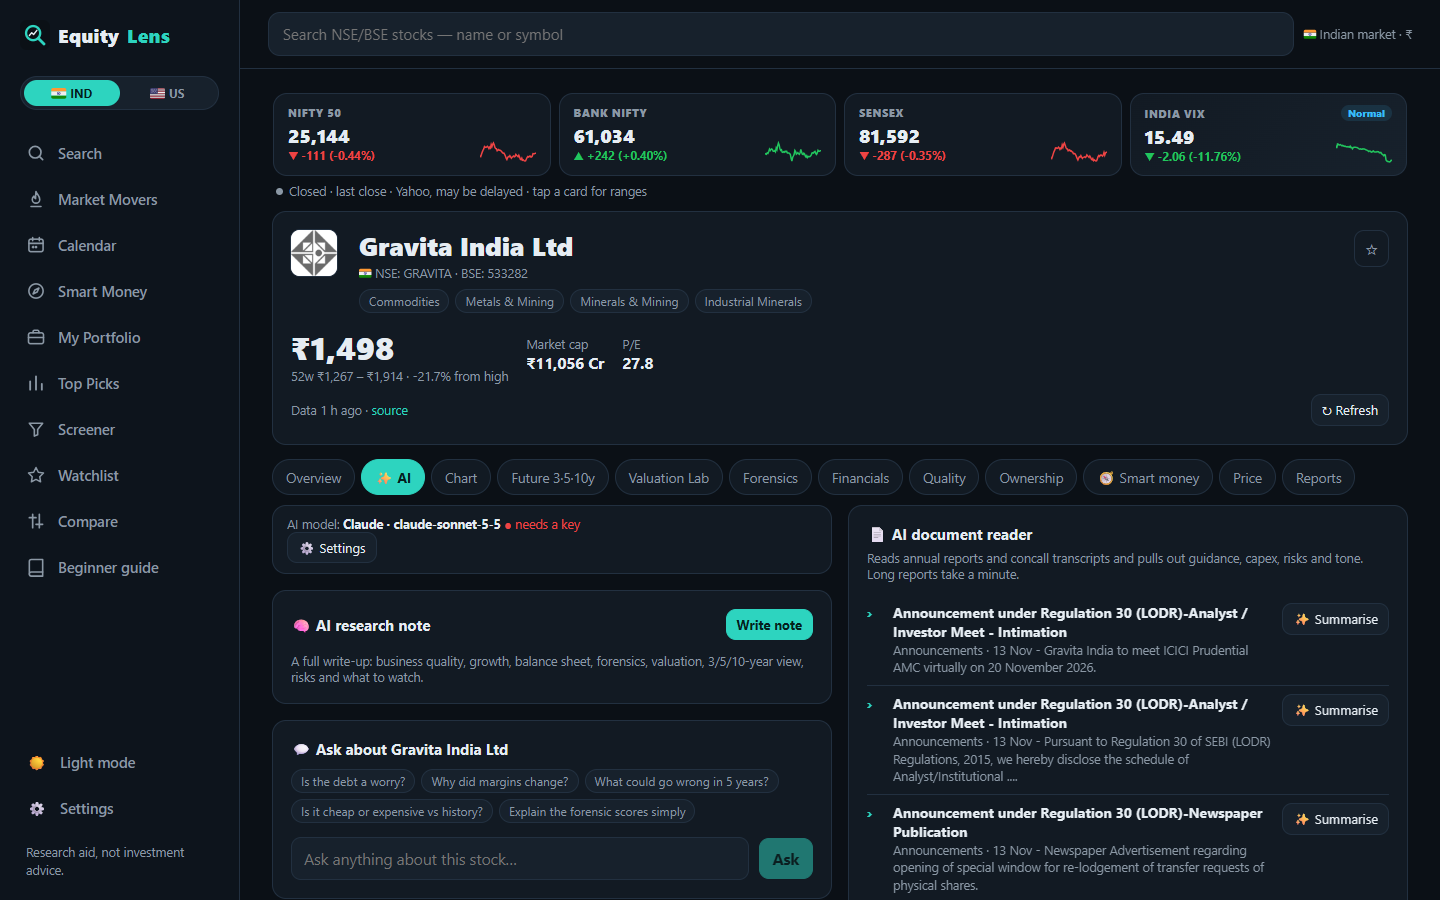 Equity Lens
IND
US
Search
Market Movers
Calendar
Smart Money
My Portfolio
Top Picks
Screener
Watchlist
Compare
Beginner guide
Light mode
Settings
Research aid, not investment
advice.
Search NSE/BSE stocks — name or symbol
Indian market · ₹
NIFTY 50
25,144
▼ -111 (-0.44%)
BANK NIFTY
61,034
▲ +242 (+0.40%)
SENSEX
81,592
▼ -287 (-0.35%)
INDIA VIX
Normal
15.49
▼ -2.06 (-11.76%)
Closed · last close · Yahoo, may be delayed · tap a card for ranges
Gravita India Ltd
☆
NSE: GRAVITA · BSE: 533282
Commodities
Metals & Mining
Minerals & Mining
Industrial Minerals
₹1,498
52w ₹1,267 – ₹1,914 · -21.7% from high
Market cap
₹11,056 Cr
P/E
27.8
Data 1 h ago · source
↻ Refresh
Overview
✨ AI
Chart
Future 3·5·10y
Valuation Lab
Forensics
Financials
Quality
Ownership
Smart money
Price
Reports
AI model: Claude · claude-sonnet-5-5 ● needs a key
Settings
AI research note
Write note
A full write-up: business quality, growth, balance sheet, forensics, valuation, 3/5/10-year view,
risks and what to watch.
Ask about Gravita India Ltd
Is the debt a worry?
Why did margins change?
What could go wrong in 5 years?
Is it cheap or expensive vs history?
Explain the forensic scores simply
Ask anything about this stock...
Ask
AI document reader
Reads annual reports and concall transcripts and pulls out guidance, capex, risks and tone.
Long reports take a minute.
› Announcement under Regulation 30 (LODR)-Analyst /
Investor Meet - Intimation
Announcements · 13 Nov - Gravita India to meet ICICI Prudential
AMC virtually on 20 November 2026.
✨ Summarise
› Announcement under Regulation 30 (LODR)-Analyst /
Investor Meet - Intimation
Announcements · 13 Nov - Pursuant to Regulation 30 of SEBI (LODR)
Regulations, 2015, we hereby disclose the schedule of
Analyst/Institutional ....
✨ Summarise
› Announcement under Regulation 30 (LODR)-Newspaper
Publication
Announcements · 13 Nov - Newspaper Advertisement regarding
opening of special window for re-lodgement of transfer requests of
physical shares.
✨ Summarise